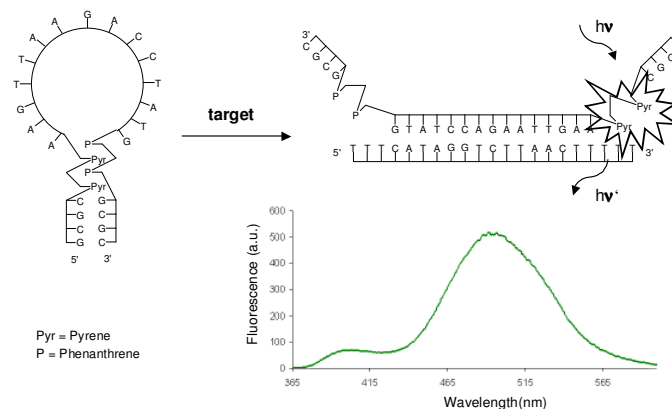 G
A A
A C
T C
T T
G A
A T
A G
P
Pyr
P
Pyr
C G
G C
C G
G C
5' 3'
target
3'
C
G
C
G
P
P
hν
G
C
Pyr
Pyr
G T A T C C A G A A T T G A A
5' T T T C A T A G G T C T T A A C T T T T 3'
hν'
Pyr = Pyrene
P = Phenanthrene
Fluorescence (a.u.)
600
500
400
300
200
100
0
365 415 465 515 565
Wavelength(nm)